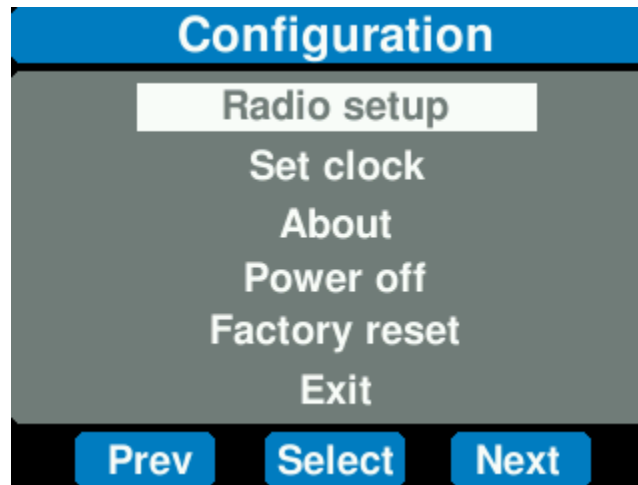 Configuration
Radio setup
Set clock
About
Power off
Factory reset
Exit
Prev Select Next